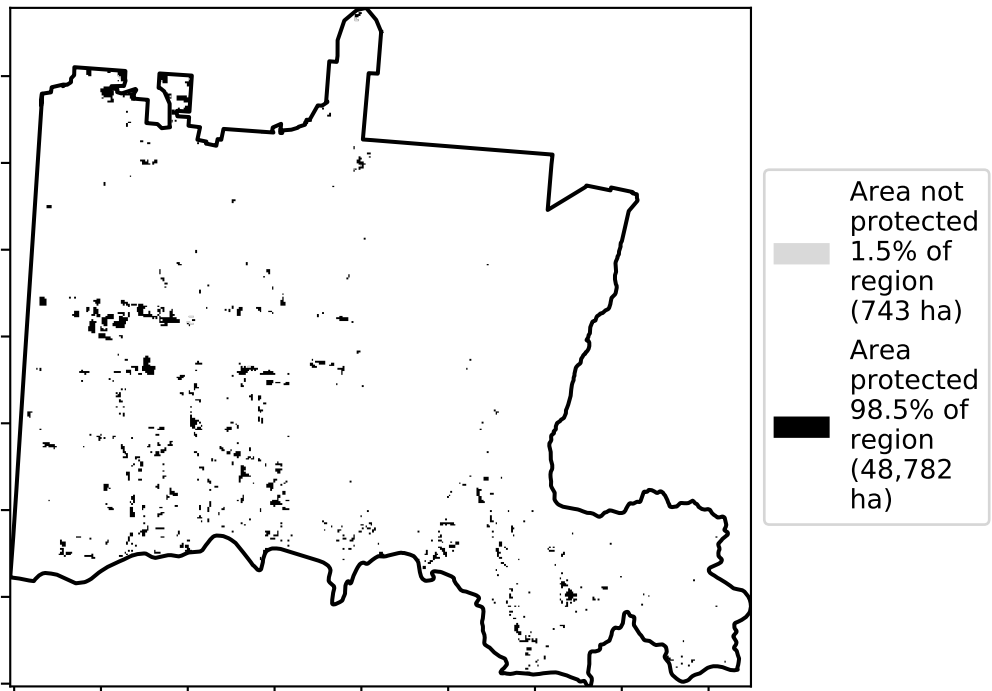 Area not
protected
1.5% of
region
(743 ha)
Area
protected
98.5% of
region
(48,782
ha)